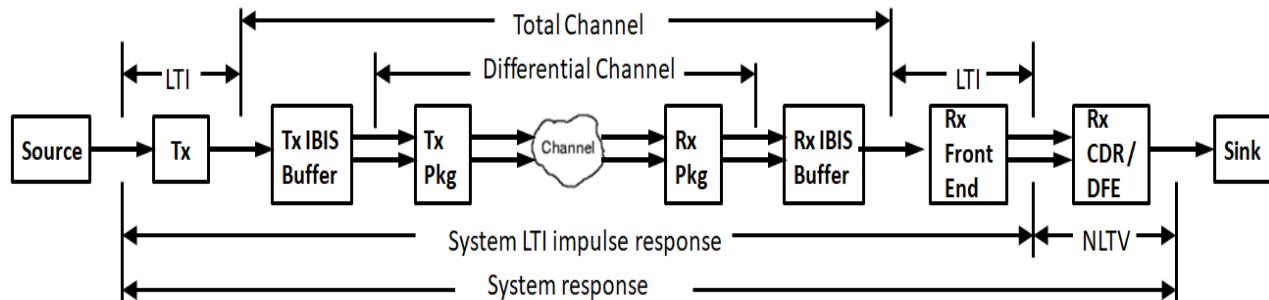 Total Channel
LTI
Differential Channel
LTI
Source
Tx
Tx IBIS
Buffer
Tx
Pkg
Channel
Rx
Pkg
Rx IBIS
Buffer
Rx
Front
End
Rx
CDR /
DFE
Sink
System LTI impulse response
NLTV
System response